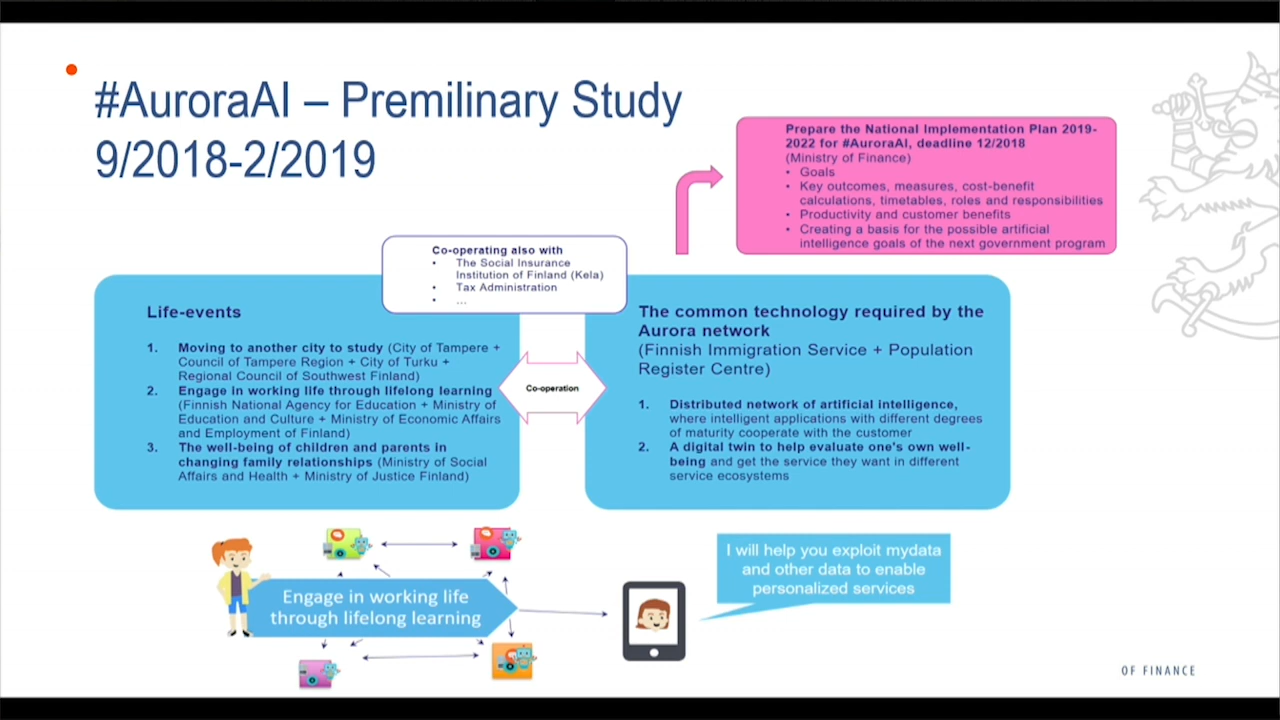 #AuroraAI – Premilinary Study
9/2018-2/2019
Prepare the National Implementation Plan 2019-
2022 for #AuroraAI, deadline 12/2018
(Ministry of Finance)
• Goals
• Key outcomes, measures, cost-benefit
calculations, timetables, roles and responsibilities
• Productivity and customer benefits
• Creating a basis for the possible artificial
intelligence goals of the next government program
Co-operating also with
• The Social Insurance
Institution of Finland (Kela)
• Tax Administration
• ...
Life-events
1. Moving to another city to study (City of Tampere +
Council of Tampere Region + City of Turku +
Regional Council of Southwest Finland)
2. Engage in working life through lifelong learning
(Finnish National Agency for Education + Ministry of
Education and Culture + Ministry of Economic Affairs
and Employment of Finland)
3. The well-being of children and parents in
changing family relationships (Ministry of Social
Affairs and Health + Ministry of Justice Finland)
Co-operation
The common technology required by the
Aurora network
(Finnish Immigration Service + Population
Register Centre)
1. Distributed network of artificial intelligence,
where intelligent applications with different degrees
of maturity cooperate with the customer
2. A digital twin to help evaluate one's own well-
being and get the service they want in different
service ecosystems
Engage in working life
through lifelong learning
I will help you exploit mydata
and other data to enable
personalized services
OF FINANCE